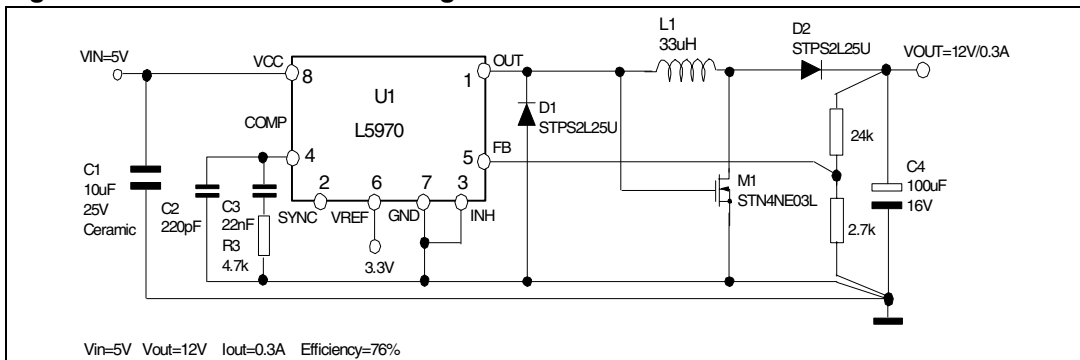 L1
33uH
D2
STPS2L25U
VIN=5V
VOUT=12V/0.3A
VCC
8
OUT
1
U1
L5970
COMP
4
FB
5
D1
STPS2L25U
24k
C1
10uF
25V
Ceramic
C2
220pF
C3
22nF
R3
4.7k
2
SYNC
6
VREF
7
GND
3
INH
3.3V
M1
STN4NE03L
C4
100uF
16V
2.7k
Vin=5V Vout=12V Iout=0.3A Efficiency=76%